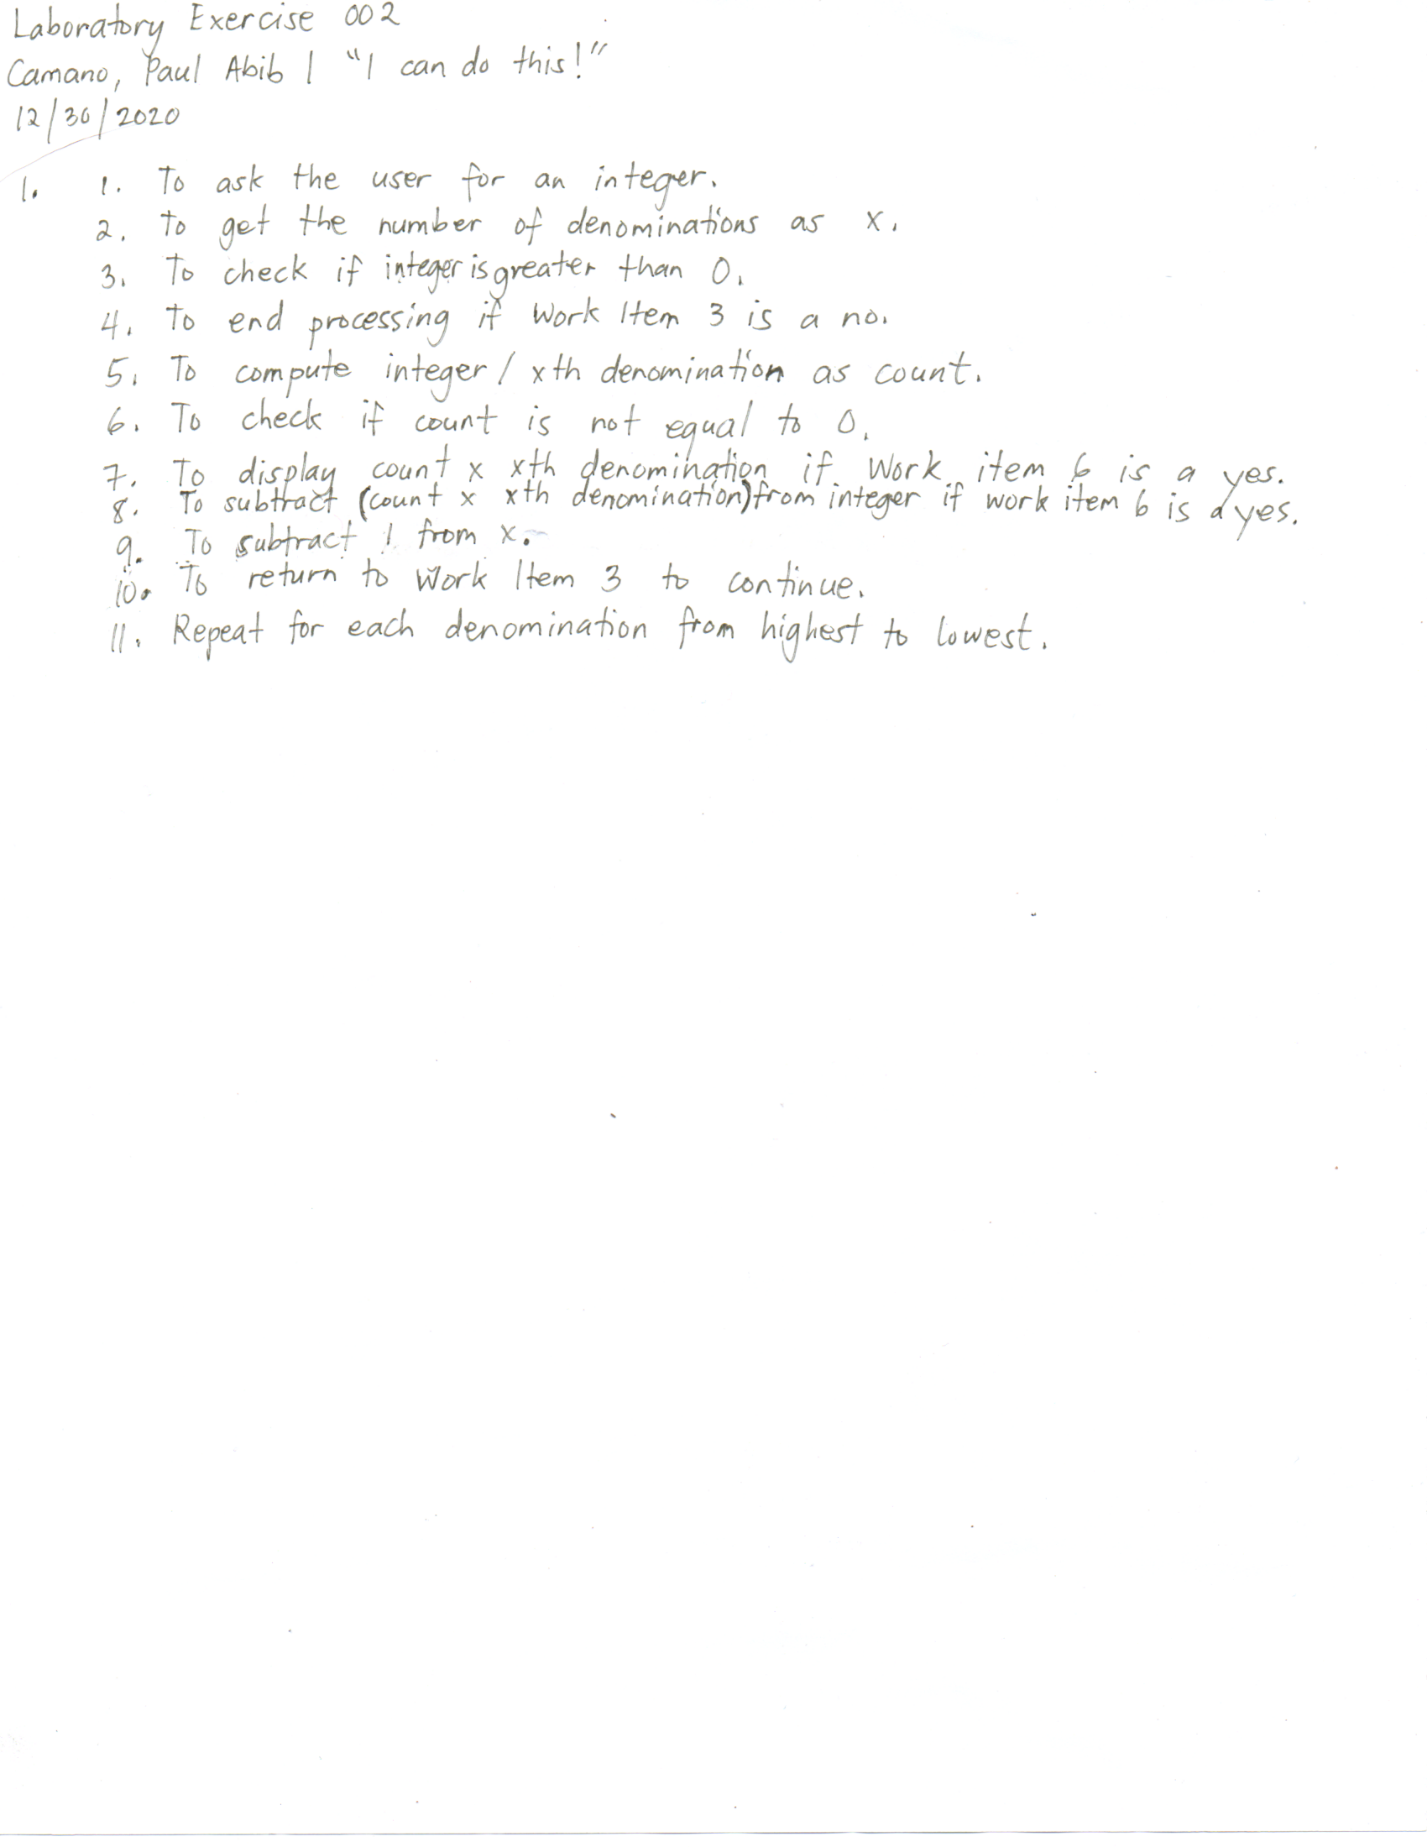 Laboratory Exercise 002
Camano, Paul Abib | "I can do this!"
12/30/2020
1. 1. To ask the user for an integer.
2. To get the number of denominations as x.
3. To check if integer is greater than 0.
4. To end processing if Work Item 3 is a no.
5. To compute integer / xth denomination as count.
6. To check if count is not equal to 0.
7. To display count x xth denomination if Work item 6 is a yes.
8. To subtract (count x xth denomination) from integer if work item 6 is a yes.
9. To subtract 1 from x.
10. To return to Work Item 3 to continue.
11. Repeat for each denomination from highest to lowest.